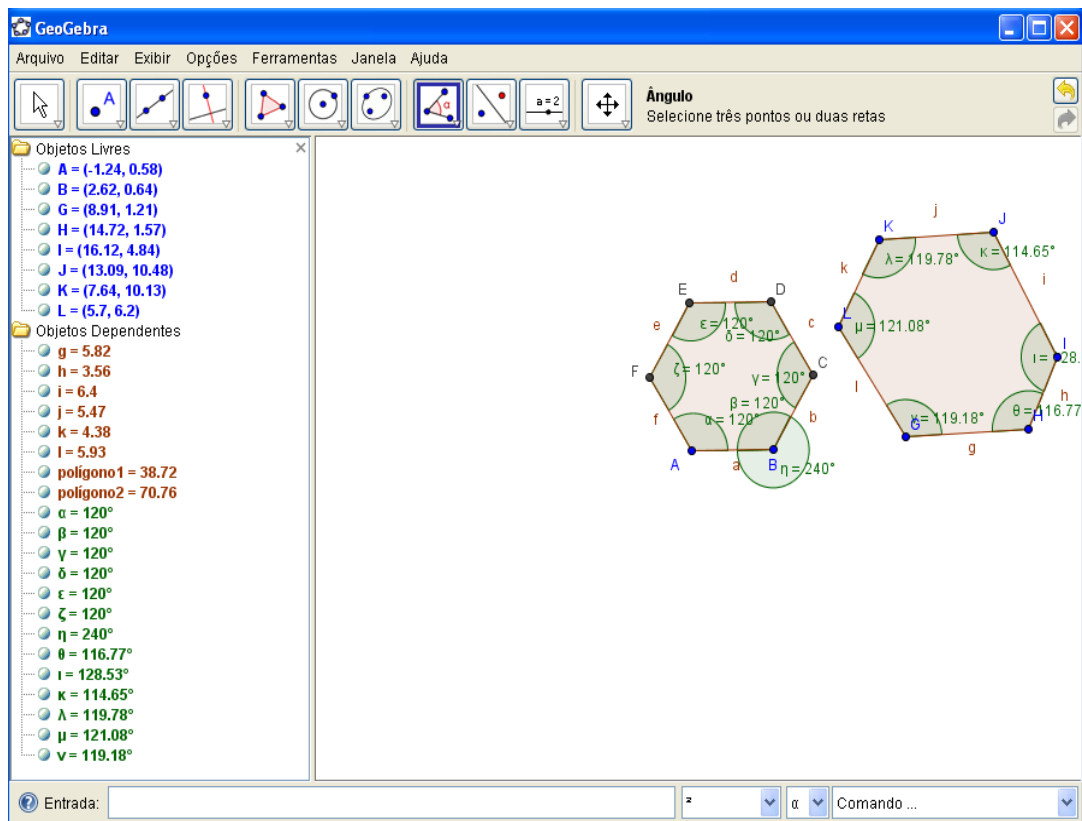 GeoGebra
Arquivo Editar Exibir Opções Ferramentas Janela Ajuda
A
α
a=2
Ângulo
Selecione três pontos ou duas retas
Objetos Livres
A = (-1.24, 0.58)
B = (2.62, 0.64)
G = (8.91, 1.21)
H = (14.72, 1.57)
I = (16.12, 4.84)
J = (13.09, 10.48)
K = (7.64, 10.13)
L = (5.7, 6.2)
Objetos Dependentes
g = 5.82
h = 3.56
i = 6.4
j = 5.47
k = 4.38
l = 5.93
polígono1 = 38.72
polígono2 = 70.76
α = 120°
β = 120°
γ = 120°
δ = 120°
ε = 120°
ζ = 120°
η = 240°
θ = 116.77°
ι = 128.53°
κ = 114.65°
λ = 119.78°
μ = 121.08°
ν = 119.18°
j
K
J
λ = 119.78°
κ = 114.65°
k
i
L
μ = 121.08°
I
ι = 128.
l
h
ν = 119.18°
θ = 116.77
G
H
g
d
E
D
e
ε = 120°
δ = 120°
c
F
ζ = 120°
γ = 120°
C
β = 120°
f
α = 120°
b
A
a
B
η = 240°
Entrada:
²
α
Comando ...